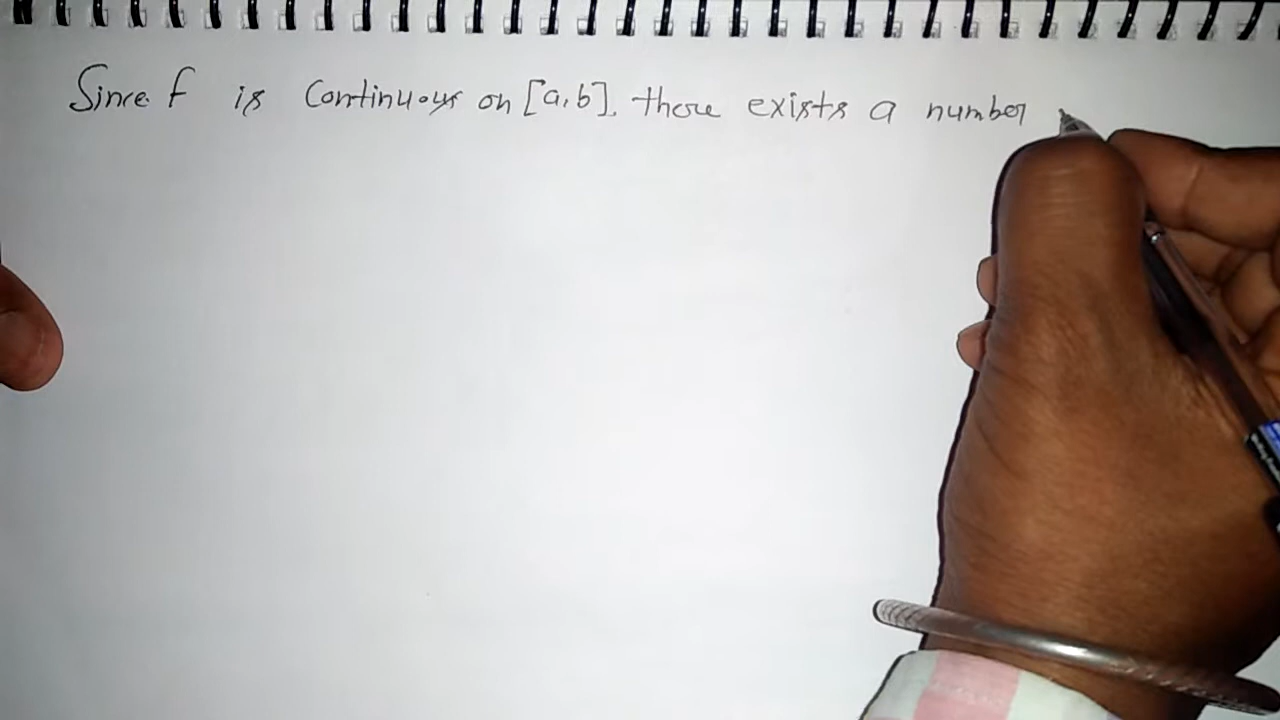 Since f is continuous on [a,b], there exists a number